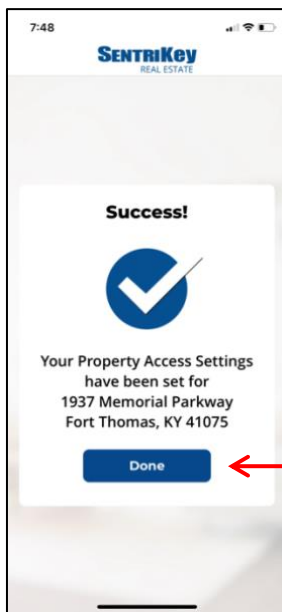 7:48
SENTRIKEY
REAL ESTATE
Success!
Your Property Access Settings
have been set for
1937 Memorial Parkway
Fort Thomas, KY 41075
Done